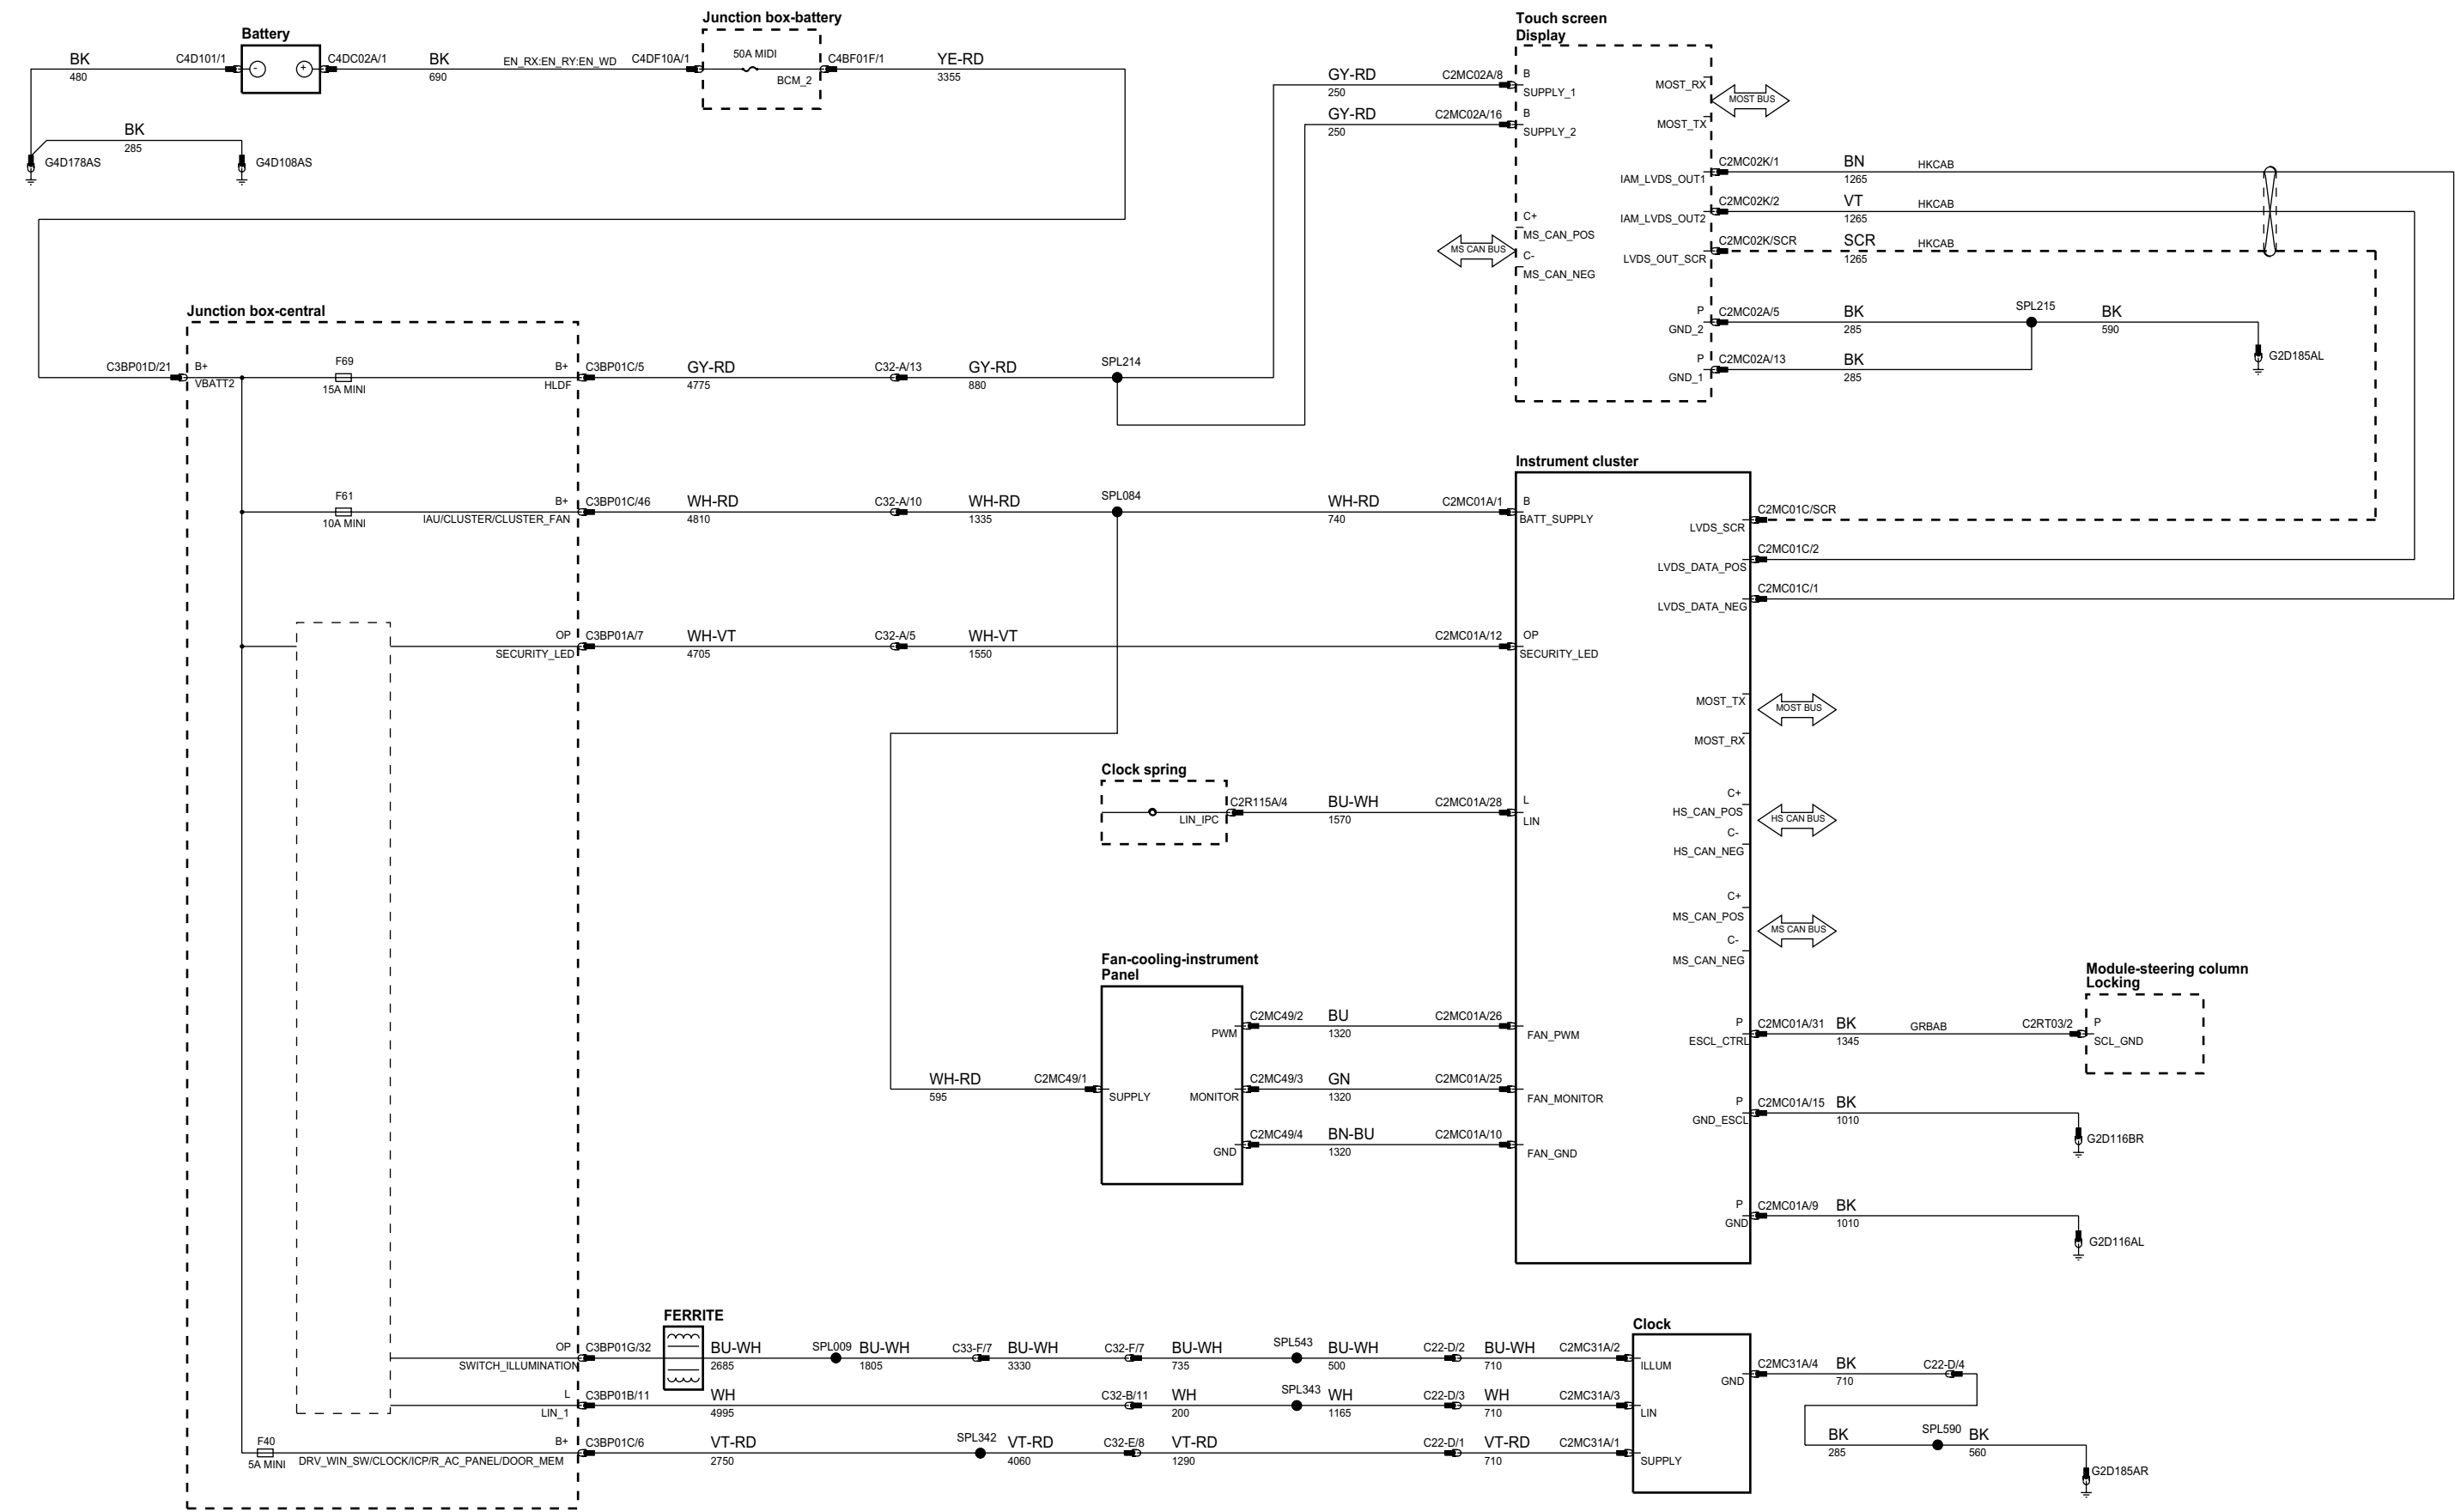 Battery
BK
480
C4D101/1
-
+
C4DC02A/1
BK
690
EN_RX:EN_RY:EN_WD
C4DF10A/1
Junction box-battery
50A MIDI
BCM_2
C4BF01F/1
YE-RD
3355
BK
285
G4D178AS
G4D108AS
Touch screen
Display
GY-RD
250
C2MC02A/8
B
SUPPLY_1
GY-RD
250
C2MC02A/16
B
SUPPLY_2
MOST_RX
MOST BUS
MOST_TX
C2MC02K/1
BN
HKCAB
IAM_LVDS_OUT1
1265
C2MC02K/2
VT
HKCAB
IAM_LVDS_OUT2
1265
C2MC02K/SCR
SCR
HKCAB
LVDS_OUT_SCR
1265
C+
MS_CAN_POS
MS CAN BUS
C-
MS_CAN_NEG
P
C2MC02A/5
BK
SPL215
BK
GND_2
285
590
P
C2MC02A/13
BK
GND_1
285
G2D185AL
Junction box-central
C3BP01D/21
B+
VBATT2
F69
15A MINI
B+
HLDF
C3BP01C/5
GY-RD
4775
C32-A/13
GY-RD
880
SPL214
F61
10A MINI
B+
IAU/CLUSTER/CLUSTER_FAN
C3BP01C/46
WH-RD
4810
C32-A/10
WH-RD
1335
SPL084
WH-RD
740
C2MC01A/1
Instrument cluster
B
BATT_SUPPLY
C2MC01C/SCR
LVDS_SCR
C2MC01C/2
LVDS_DATA_POS
C2MC01C/1
LVDS_DATA_NEG
OP
SECURITY_LED
C3BP01A/7
WH-VT
4705
C32-A/5
WH-VT
1550
C2MC01A/12
OP
SECURITY_LED
MOST_TX
MOST BUS
MOST_RX
Clock spring
LIN_IPC
C2R115A/4
BU-WH
1570
C2MC01A/28
L
LIN
C+
HS_CAN_POS
HS CAN BUS
C-
HS_CAN_NEG
C+
MS_CAN_POS
MS CAN BUS
C-
MS_CAN_NEG
Fan-cooling-instrument
Panel
PWM
C2MC49/2
BU
1320
C2MC01A/26
FAN_PWM
WH-RD
595
C2MC49/1
SUPPLY
MONITOR
C2MC49/3
GN
1320
C2MC01A/25
FAN_MONITOR
GND
C2MC49/4
BN-BU
1320
C2MC01A/10
FAN_GND
P
ESCL_CTRL
C2MC01A/31
BK
1345
GRBAB
C2RT03/2
Module-steering column
Locking
P
SCL_GND
P
GND_ESCL
C2MC01A/15
BK
1010
G2D116BR
P
GND
C2MC01A/9
BK
1010
G2D116AL
OP
SWITCH_ILLUMINATION
C3BP01G/32
FERRITE
BU-WH
2685
SPL009
BU-WH
1805
C33-F/7
BU-WH
3330
C32-F/7
BU-WH
735
SPL543
BU-WH
500
C22-D/2
BU-WH
710
C2MC31A/2
Clock
ILLUM
L
LIN_1
C3BP01B/11
WH
4995
C32-B/11
WH
200
SPL343
WH
1165
C22-D/3
WH
710
C2MC31A/3
LIN
F40
5A MINI
B+
DRV_WIN_SW/CLOCK/ICP/R_AC_PANEL/DOOR_MEM
C3BP01C/6
VT-RD
2750
SPL342
VT-RD
4060
C32-E/8
VT-RD
1290
C22-D/1
VT-RD
710
C2MC31A/1
SUPPLY
GND
C2MC31A/4
BK
710
C22-D/4
BK
285
SPL590
BK
560
G2D185AR